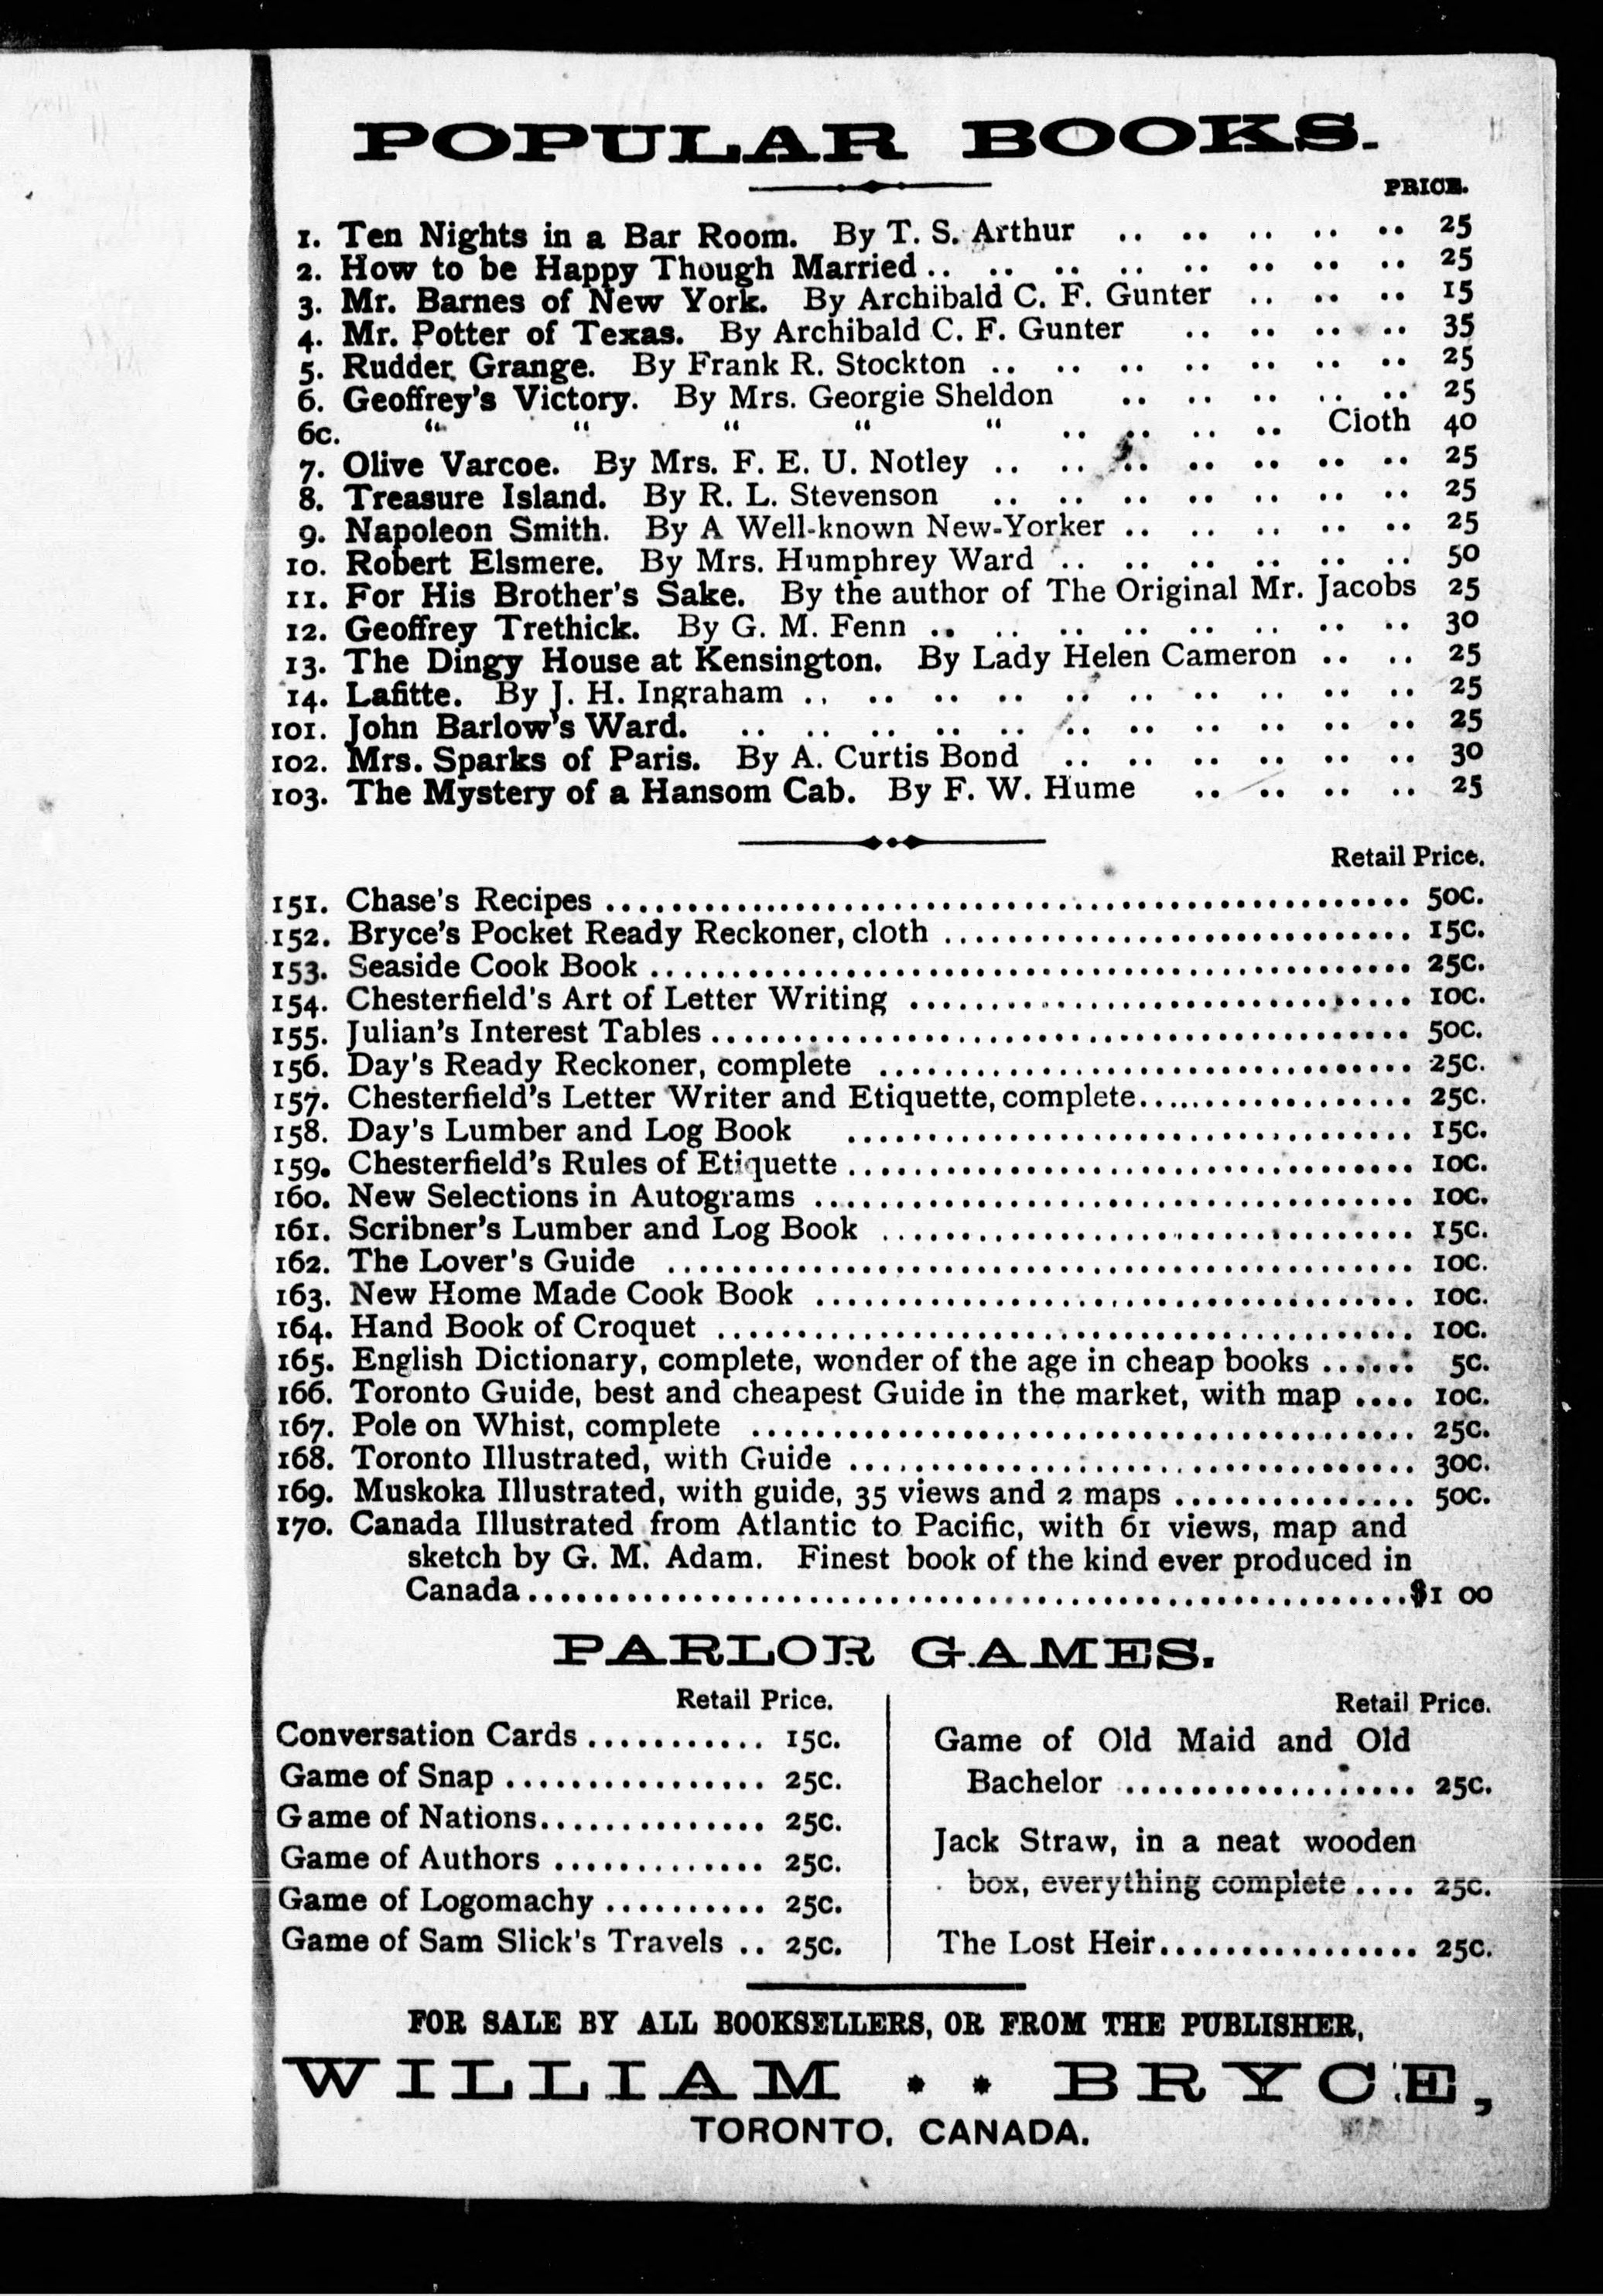 POPULAR BOOKS.
PRICE.
1. Ten Nights in a Bar Room. By T. S. Arthur .. .. .. .. .. 25
2. How to be Happy Though Married .. .. .. .. .. .. .. .. 25
3. Mr. Barnes of New York. By Archibald C. F. Gunter .. .. .. 15
4. Mr. Potter of Texas. By Archibald C. F. Gunter .. .. .. .. 35
5. Rudder Grange. By Frank R. Stockton .. .. .. .. .. .. .. 25
6. Geoffrey's Victory. By Mrs. Georgie Sheldon .. .. .. .. .. 25
6c. " " " " " .. .. .. .. Cloth 40
7. Olive Varcoe. By Mrs. F. E. U. Notley .. .. .. .. .. .. .. 25
8. Treasure Island. By R. L. Stevenson .. .. .. .. .. .. .. 25
9. Napoleon Smith. By A Well-known New-Yorker .. .. .. .. .. 25
10. Robert Elsmere. By Mrs. Humphrey Ward .. .. .. .. .. .. 50
11. For His Brother's Sake. By the author of The Original Mr. Jacobs 25
12. Geoffrey Trethick. By G. M. Fenn .. .. .. .. .. .. .. .. 30
13. The Dingy House at Kensington. By Lady Helen Cameron .. .. 25
14. Lafitte. By J. H. Ingraham .. .. .. .. .. .. .. .. .. .. 25
101. John Barlow's Ward. .. .. .. .. .. .. .. .. .. .. .. 25
102. Mrs. Sparks of Paris. By A. Curtis Bond .. .. .. .. .. .. 30
103. The Mystery of a Hansom Cab. By F. W. Hume .. .. .. .. 25
Retail Price.
151. Chase's Recipes .......... 50c.
152. Bryce's Pocket Ready Reckoner, cloth .......... 15c.
153. Seaside Cook Book .......... 25c.
154. Chesterfield's Art of Letter Writing .......... 10c.
155. Julian's Interest Tables .......... 50c.
156. Day's Ready Reckoner, complete .......... 25c.
157. Chesterfield's Letter Writer and Etiquette, complete .......... 25c.
158. Day's Lumber and Log Book .......... 15c.
159. Chesterfield's Rules of Etiquette .......... 10c.
160. New Selections in Autograms .......... 10c.
161. Scribner's Lumber and Log Book .......... 15c.
162. The Lover's Guide .......... 10c.
163. New Home Made Cook Book .......... 10c.
164. Hand Book of Croquet .......... 10c.
165. English Dictionary, complete, wonder of the age in cheap books ...... 5c.
166. Toronto Guide, best and cheapest Guide in the market, with map .... 10c.
167. Pole on Whist, complete .......... 25c.
168. Toronto Illustrated, with Guide .......... 30c.
169. Muskoka Illustrated, with guide, 35 views and 2 maps .......... 50c.
170. Canada Illustrated from Atlantic to Pacific, with 61 views, map and
sketch by G. M. Adam. Finest book of the kind ever produced in
Canada .......... $1 00
PARLOR GAMES.
Retail Price.
Conversation Cards .......... 15c.
Game of Snap .......... 25c.
Game of Nations .......... 25c.
Game of Authors .......... 25c.
Game of Logomachy .......... 25c.
Game of Sam Slick's Travels .. 25c.
Retail Price.
Game of Old Maid and Old
Bachelor .......... 25c.
Jack Straw, in a neat wooden
box, everything complete .... 25c.
The Lost Heir .......... 25c.
FOR SALE BY ALL BOOKSELLERS, OR FROM THE PUBLISHER,
WILLIAM * * BRYCE,
TORONTO, CANADA.